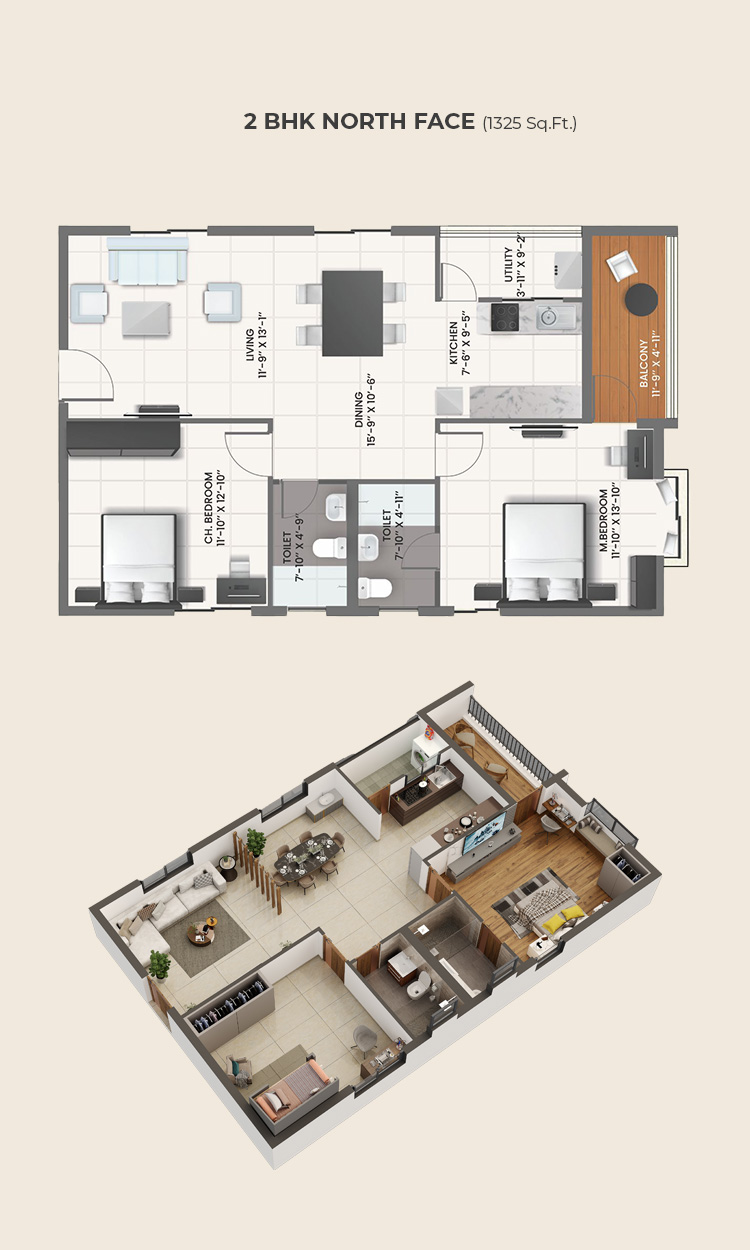 2 BHK NORTH FACE (1325 Sq.Ft.)
LIVING
11'-9" X 13'-1"
DINING
15'-9" X 10'-6"
KITCHEN
7'-6" X 9'-5"
UTILITY
3'-11" X 9'-2"
BALCONY
11'-9" X 4'-11"
CH. BEDROOM
11'-10" X 12'-10"
TOILET
7'-10" X 4'-9"
TOILET
7'-10" X 4'-11"
M.BEDROOM
11'-10" X 13'-10"